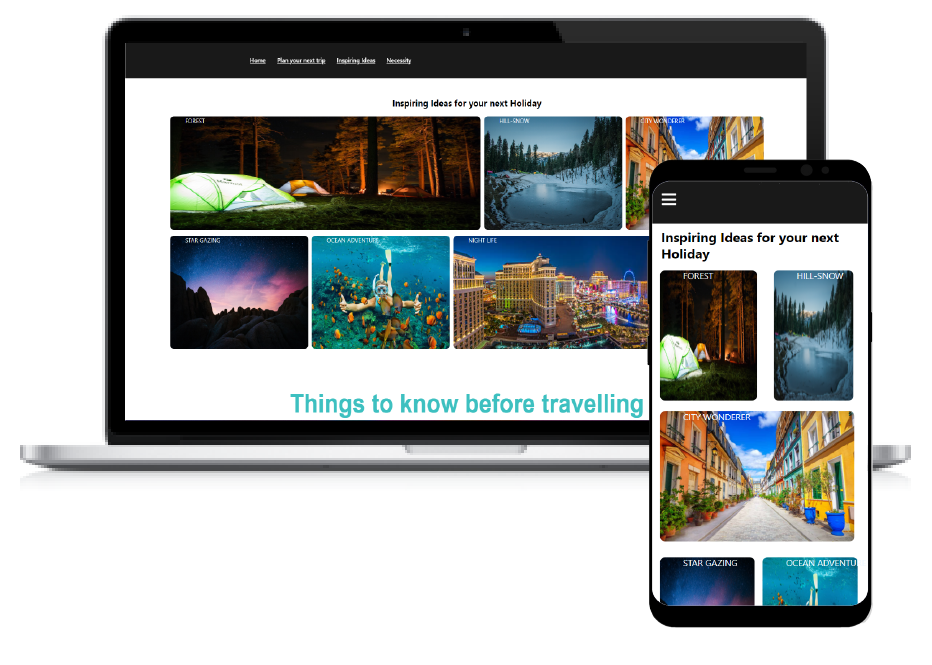 Home Plan your next trip Inspiring Ideas Necessity
Inspiring Ideas for your next Holiday
FOREST HILL-SNOW CITY WONDERER
STAR GAZING OCEAN ADVENTURE NIGHT LIFE
Things to know before travelling
Inspiring Ideas for your next
Holiday
FOREST HILL-SNOW
CITY WONDERER
STAR GAZING OCEAN ADVENTU